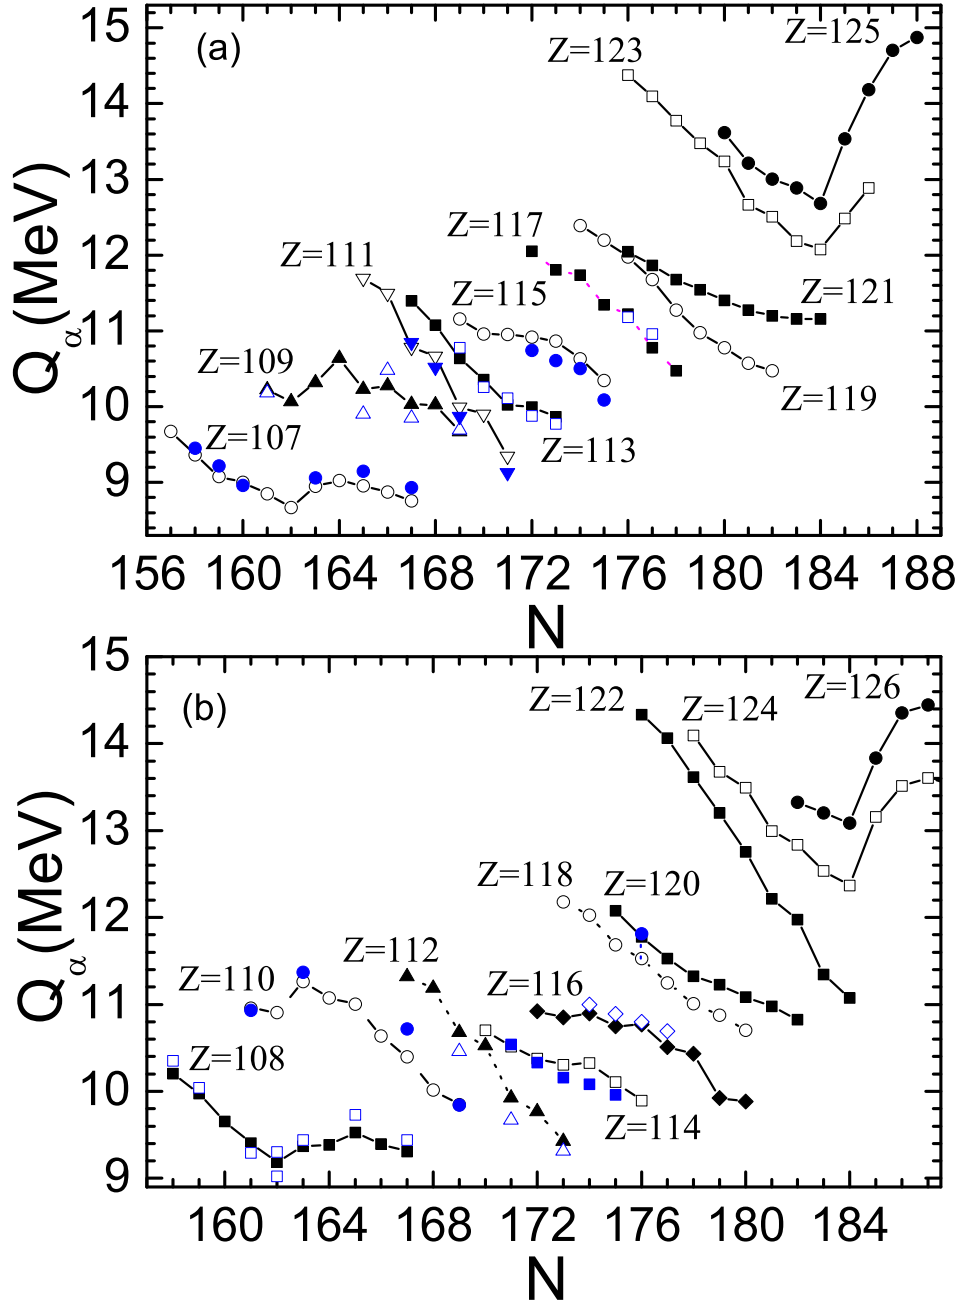 15
(a)
Z=125
Z=123
14
13
Z=117
12
Z=111
Z=115
Z=121
11
Z=109
Z=119
10
Z=107
Z=113
9
Qα (MeV)
156 160 164 168 172 176 180 184 188
N
15
(b)
Z=122
Z=124
Z=126
14
13
Z=118
Z=120
12
Z=112
Z=110
Z=116
11
Z=108
10
Z=114
9
Qα (MeV)
160 164 168 172 176 180 184
N